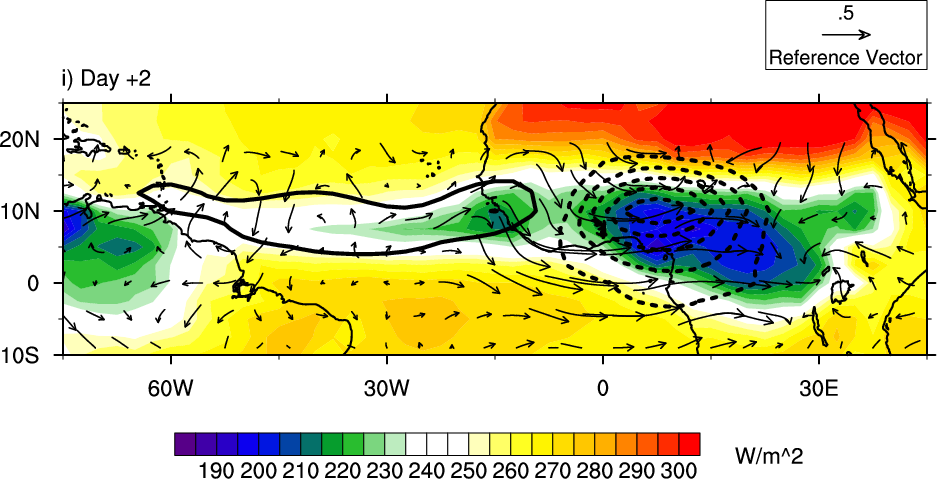 .5
Reference Vector
i) Day +2
20N
10N
0
10S
60W 30W 0 30E
190 200 210 220 230 240 250 260 270 280 290 300 W/m^2